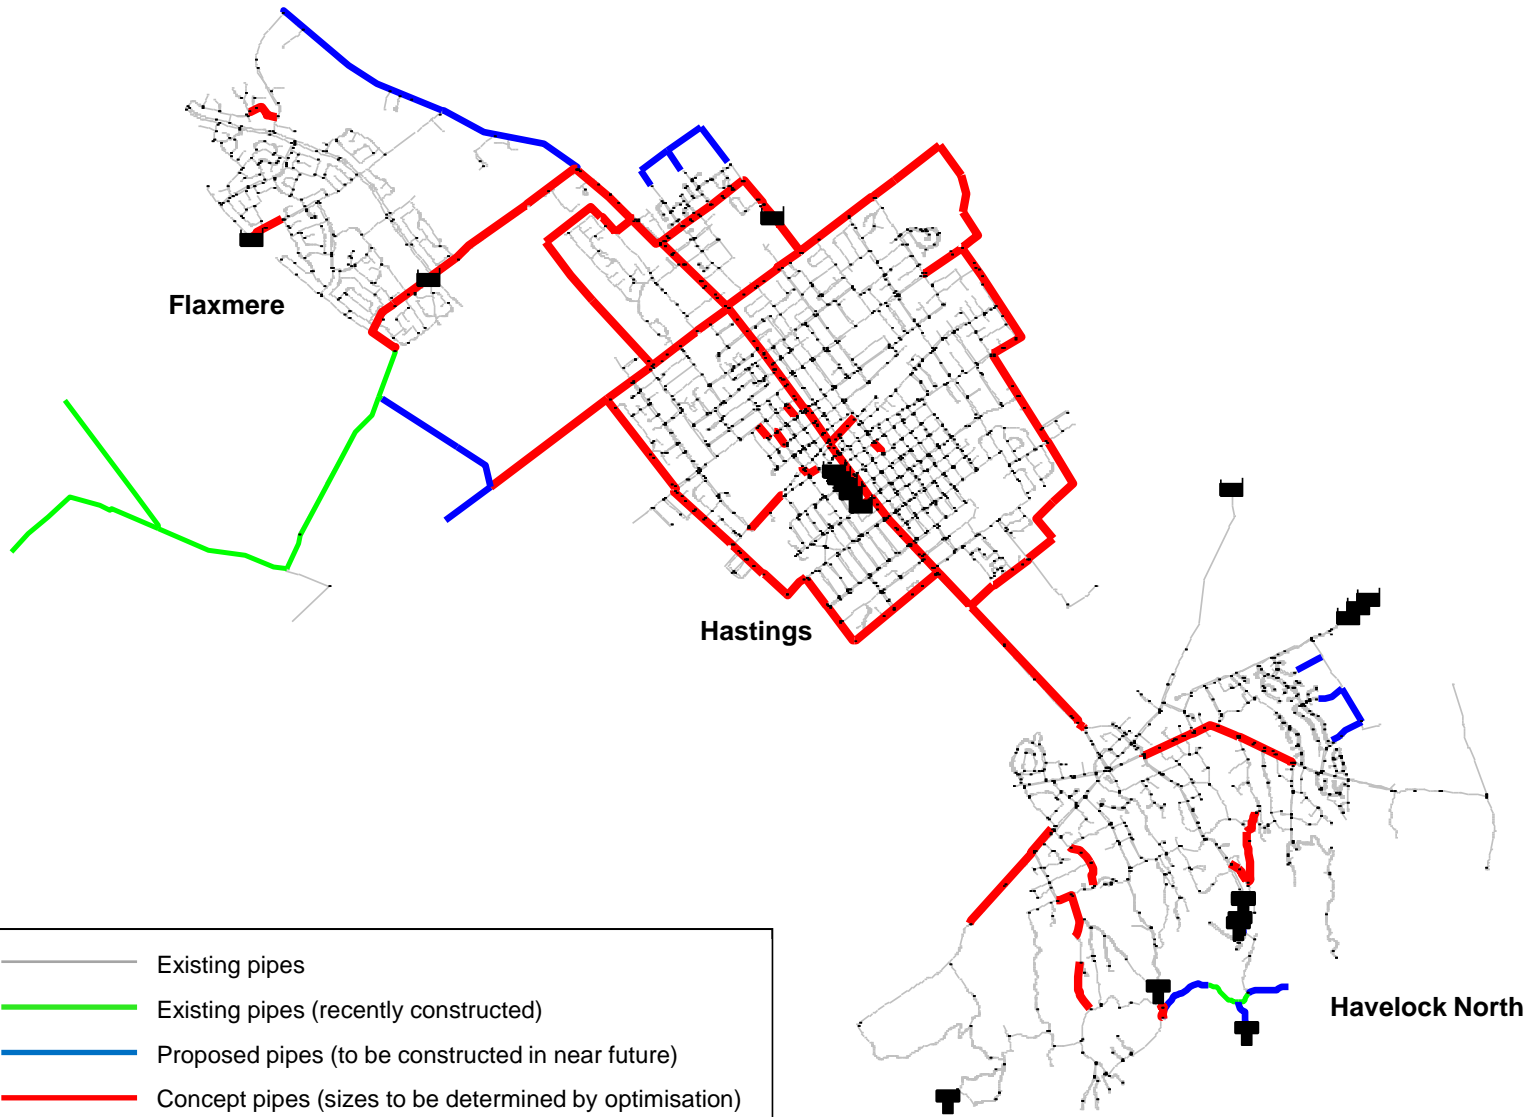 Flaxmere
Hastings
Havelock North
Existing pipes
Existing pipes (recently constructed)
Proposed pipes (to be constructed in near future)
Concept pipes (sizes to be determined by optimisation)